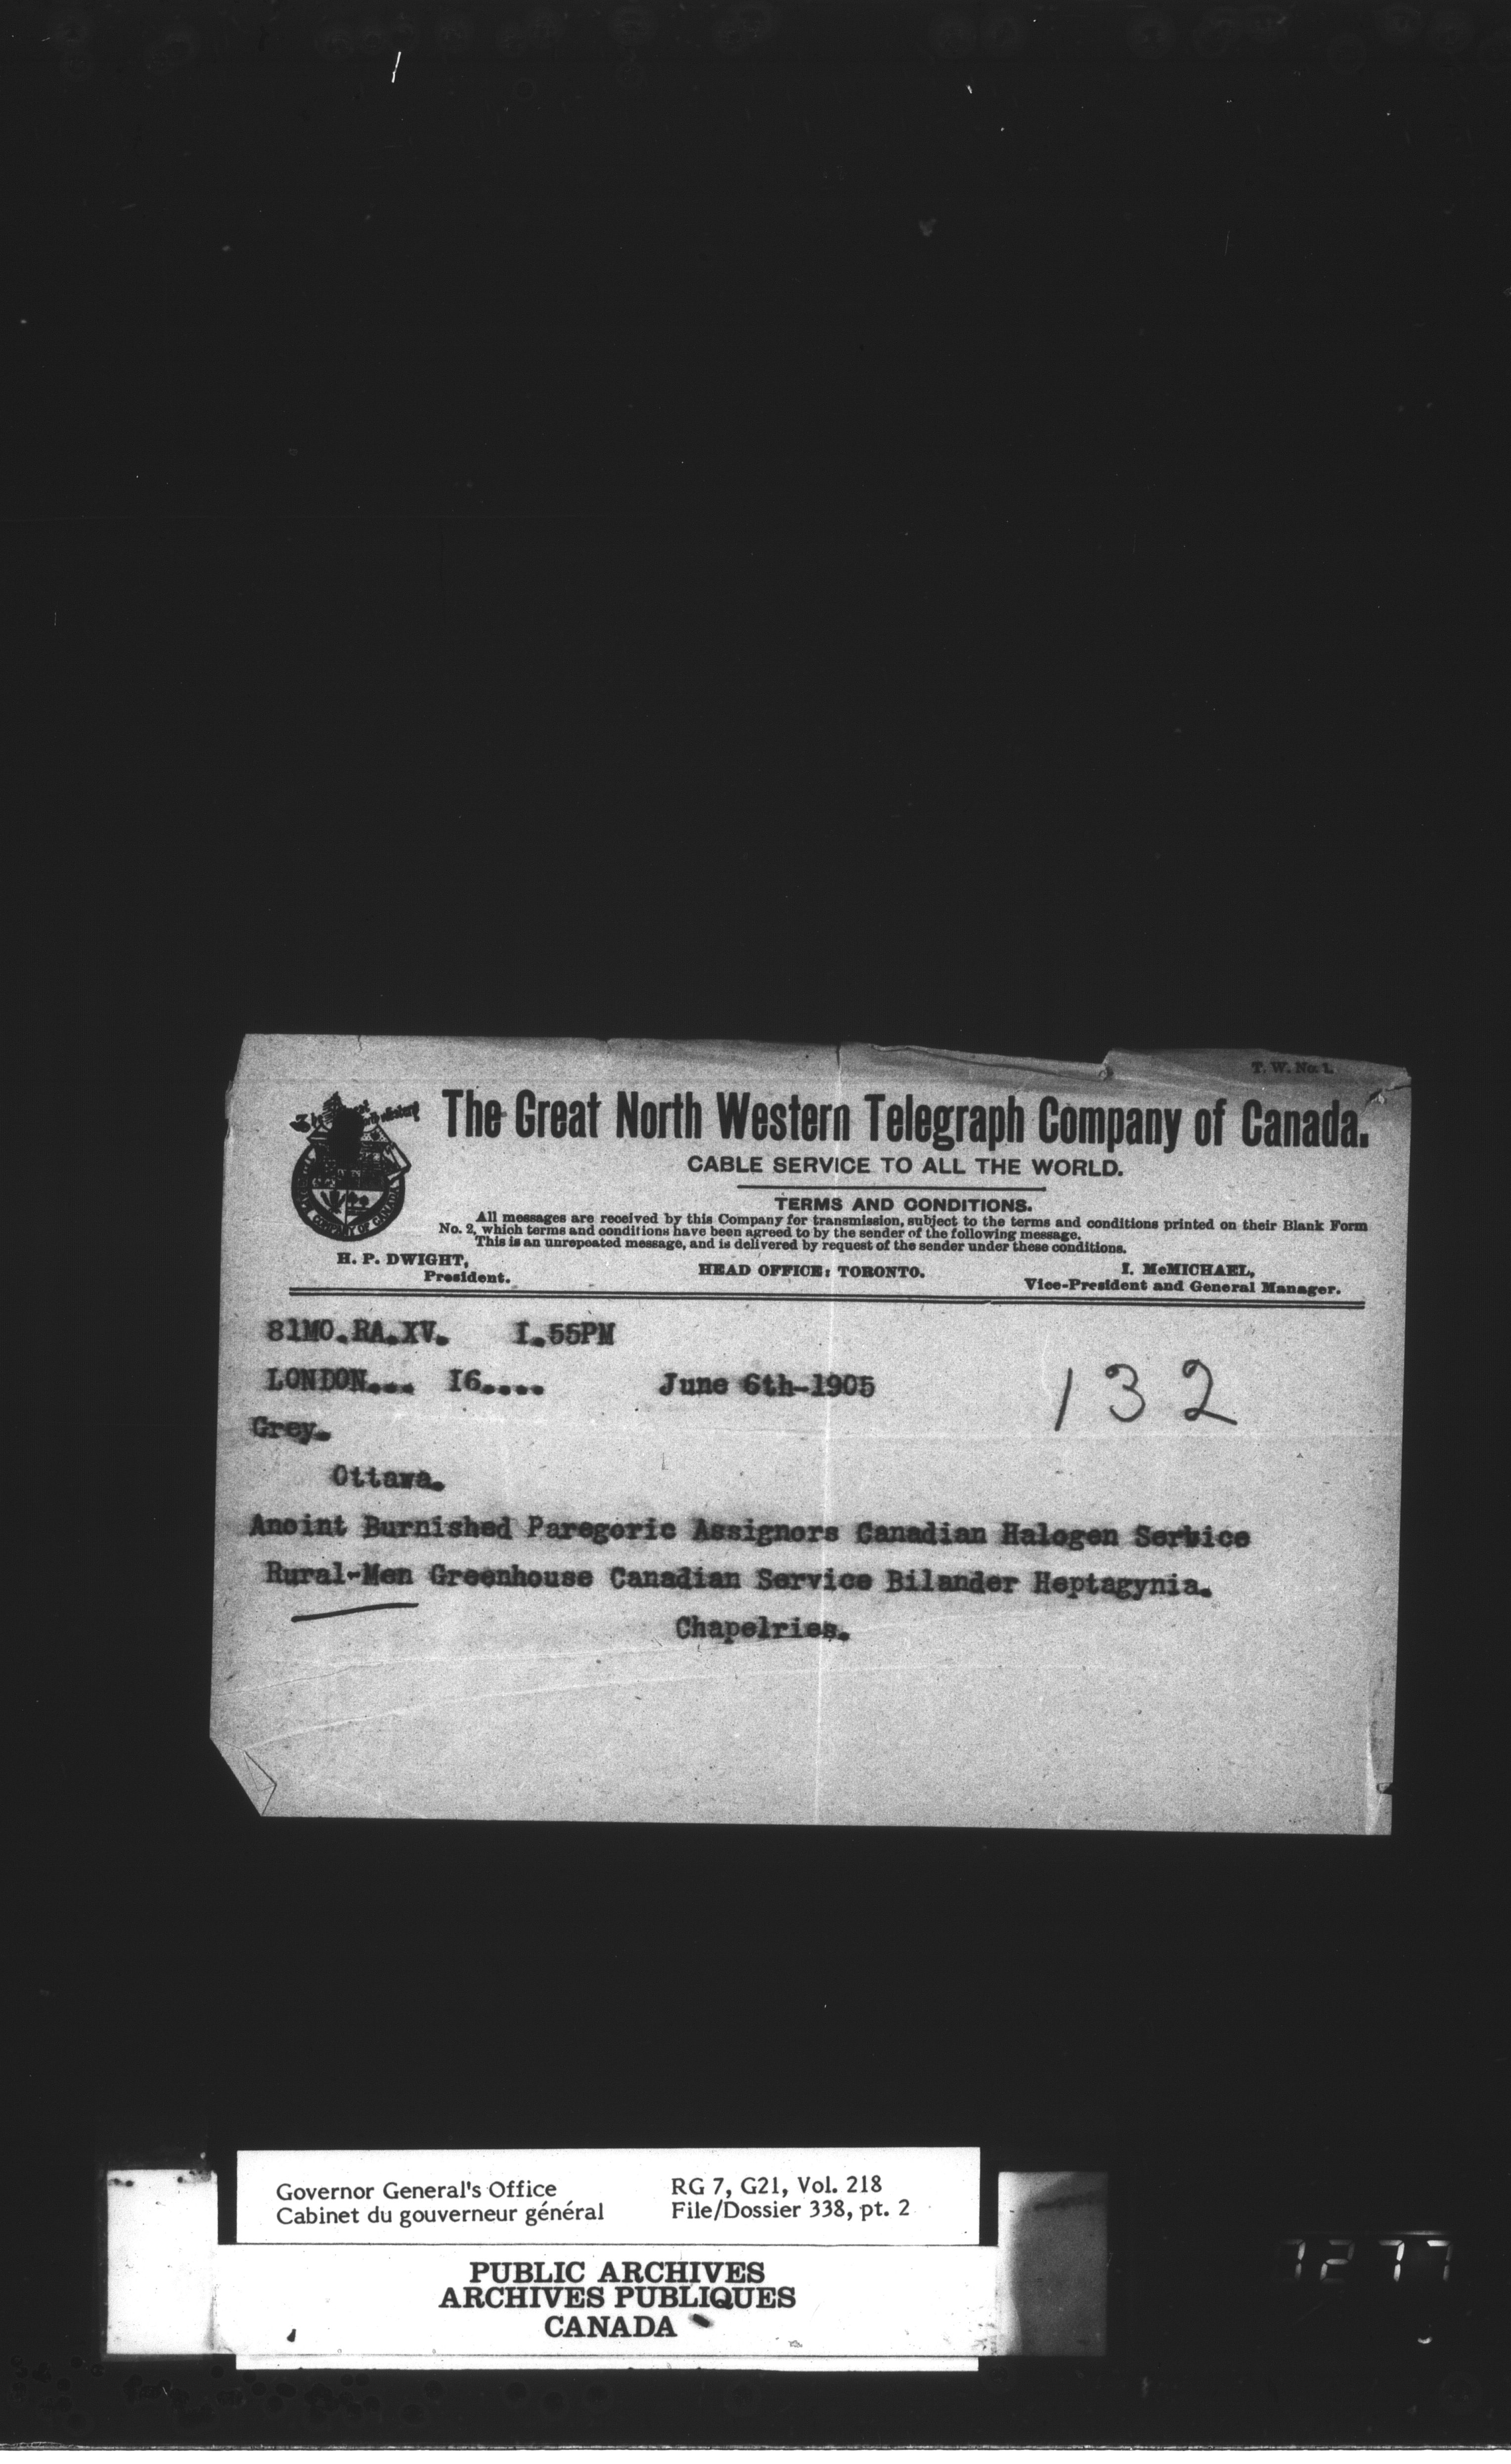 T. W. No. 1.
The Great North Western Telegraph Company of Canada.
CABLE SERVICE TO ALL THE WORLD.
TERMS AND CONDITIONS.
All messages are received by this Company for transmission, subject to the terms and conditions printed on their Blank Form
No. 2, which terms and conditions have been agreed to by the sender of the following message.
This is an unrepeated message, and is delivered by request of the sender under these conditions.
H. P. DWIGHT,
President.
HEAD OFFICE: TORONTO.
I. McMICHAEL,
Vice-President and General Manager.
81MO.RA.XV. I.55PM
LONDON... I6.... June 6th-1905
132
Grey.
Ottawa.
Anoint Burnished Paregoric Assignors Canadian Halogen Serbice
Rural-Men Greenhouse Canadian Service Bilander Heptagynia.
Chapelries.
Governor General's Office
Cabinet du gouverneur général
RG 7, G21, Vol. 218
File/Dossier 338, pt. 2
PUBLIC ARCHIVES
ARCHIVES PUBLIQUES
CANADA
7277